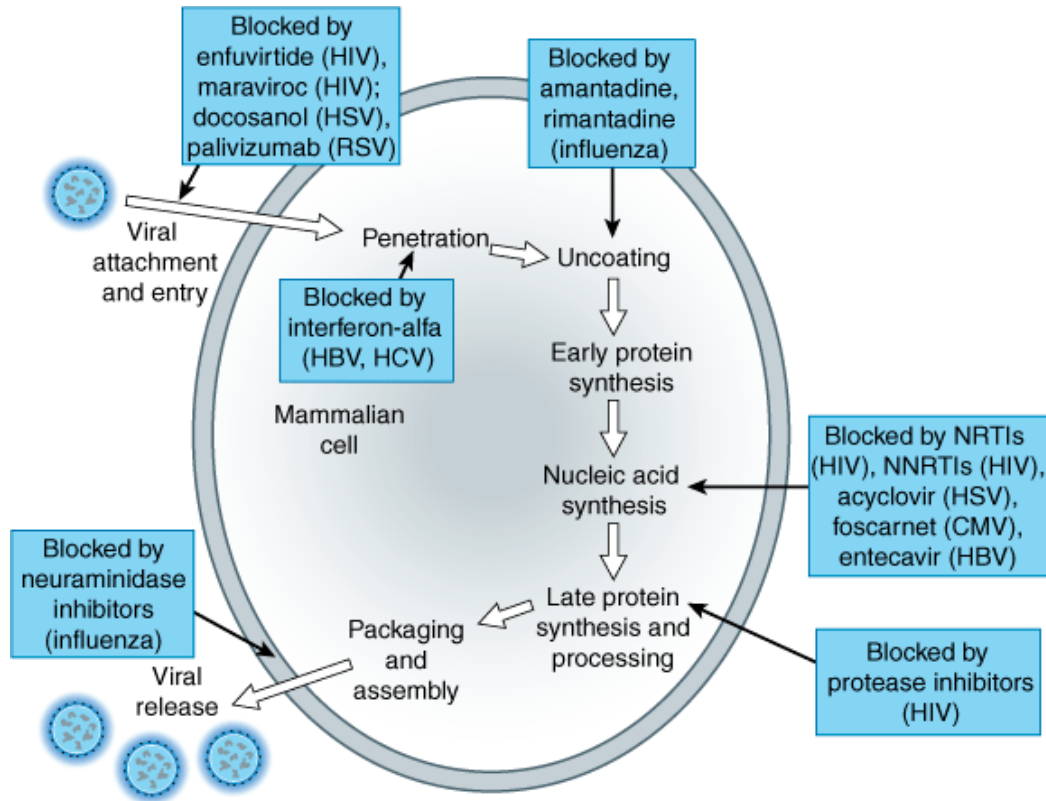 Blocked by
enfuvirtide (HIV),
maraviroc (HIV);
docosanol (HSV),
palivizumab (RSV)
Blocked by
amantadine,
rimantadine
(influenza)
Viral
attachment
and entry
Penetration
Uncoating
Blocked by
interferon-alfa
(HBV, HCV)
Early protein
synthesis
Mammalian
cell
Nucleic acid
synthesis
Blocked by NRTIs
(HIV), NNRTIs (HIV),
acyclovir (HSV),
foscarnet (CMV),
entecavir (HBV)
Late protein
synthesis and
processing
Blocked by
protease inhibitors
(HIV)
Packaging
and
assembly
Blocked by
neuraminidase
inhibitors
(influenza)
Viral
release